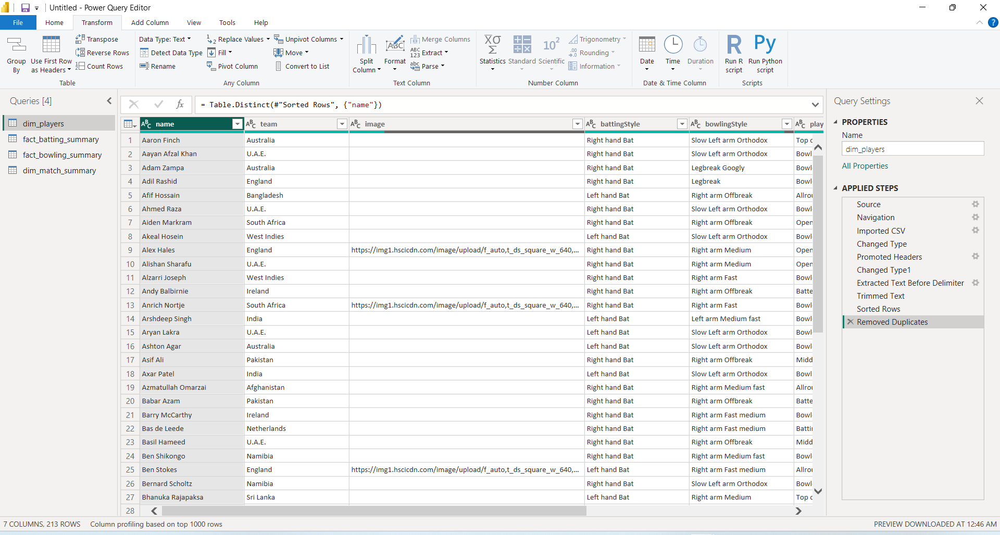 Untitled - Power Query Editor
File Home Transform Add Column View Tools Help
Group By
Use First Row as Headers
Transpose
Reverse Rows
Count Rows
Table
Data Type: Text
Detect Data Type
Rename
Replace Values
Fill
Pivot Column
Unpivot Columns
Move
Convert to List
Any Column
Split Column
Format
Merge Columns
Extract
Parse
Text Column
Statistics
Standard
Scientific
Trigonometry
Rounding
Information
Number Column
Date
Time
Duration
Date & Time Column
Run R script
Run Python script
Scripts
Queries [4]
dim_players
fact_batting_summary
fact_bowling_summary
dim_match_summary
= Table.Distinct(#"Sorted Rows", {"name"})
name team image battingStyle bowlingStyle play
1 Aaron Finch Australia Right hand Bat Slow Left arm Orthodox Top
2 Aayan Afzal Khan U.A.E. Right hand Bat Slow Left arm Orthodox Bowl
3 Adam Zampa Australia Right hand Bat Legbreak Googly Bowl
4 Adil Rashid England Right hand Bat Legbreak Bowl
5 Afif Hossain Bangladesh Left hand Bat Right arm Offbreak Allrou
6 Ahmed Raza U.A.E. Right hand Bat Slow Left arm Orthodox Bowl
7 Aiden Markram South Africa Right hand Bat Right arm Offbreak Open
8 Akeal Hosein West Indies Left hand Bat Slow Left arm Orthodox Bowl
9 Alex Hales England https://img1.hscicdn.com/image/upload/f_auto,t_ds_square_w_640,... Right hand Bat Right arm Medium Open
10 Alishan Sharafu U.A.E. Right hand Bat Right arm Medium Open
11 Alzarri Joseph West Indies Right hand Bat Right arm Fast Bowl
12 Andy Balbirnie Ireland Right hand Bat Right arm Offbreak Batte
13 Anrich Nortje South Africa https://img1.hscicdn.com/image/upload/f_auto,t_ds_square_w_640,... Right hand Bat Right arm Fast Bowl
14 Arshdeep Singh India Left hand Bat Left arm Medium fast Bowl
15 Aryan Lakra U.A.E. Left hand Bat Slow Left arm Orthodox Bowl
16 Ashton Agar Australia Left hand Bat Slow Left arm Orthodox Bowl
17 Asif Ali Pakistan Right hand Bat Right arm Offbreak Midd
18 Axar Patel India Left hand Bat Slow Left arm Orthodox Bowl
19 Azmatullah Omarzai Afghanistan Right hand Bat Right arm Medium fast Allrou
20 Babar Azam Pakistan Right hand Bat Right arm Offbreak Batte
21 Barry McCarthy Ireland Right hand Bat Right arm Fast medium Bowl
22 Bas de Leede Netherlands Right hand Bat Right arm Fast medium Batti
23 Basil Hameed U.A.E. Right hand Bat Right arm Offbreak Midd
24 Ben Shikongo Namibia Right hand Bat Right arm Medium fast Bowl
25 Ben Stokes England https://img1.hscicdn.com/image/upload/f_auto,t_ds_square_w_640,... Left hand Bat Right arm Fast medium Allrou
26 Bernard Scholtz Namibia Right hand Bat Slow Left arm Orthodox Bowl
27 Bhanuka Rajapaksa Sri Lanka Left hand Bat Right arm Medium Top
28
Query Settings
PROPERTIES
Name
dim_players
All Properties
APPLIED STEPS
Source
Navigation
Imported CSV
Changed Type
Promoted Headers
Changed Type1
Extracted Text Before Delimiter
Trimmed Text
Sorted Rows
Removed Duplicates
7 COLUMNS, 213 ROWS Column profiling based on top 1000 rows PREVIEW DOWNLOADED AT 12:46 AM